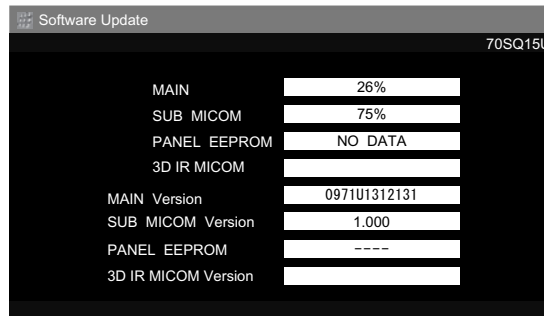 Software Update
70SQ15U
MAIN 26%
SUB MICOM 75%
PANEL EEPROM NO DATA
3D IR MICOM
MAIN Version 0971U1312131
SUB MICOM Version 1.000
PANEL EEPROM ----
3D IR MICOM Version